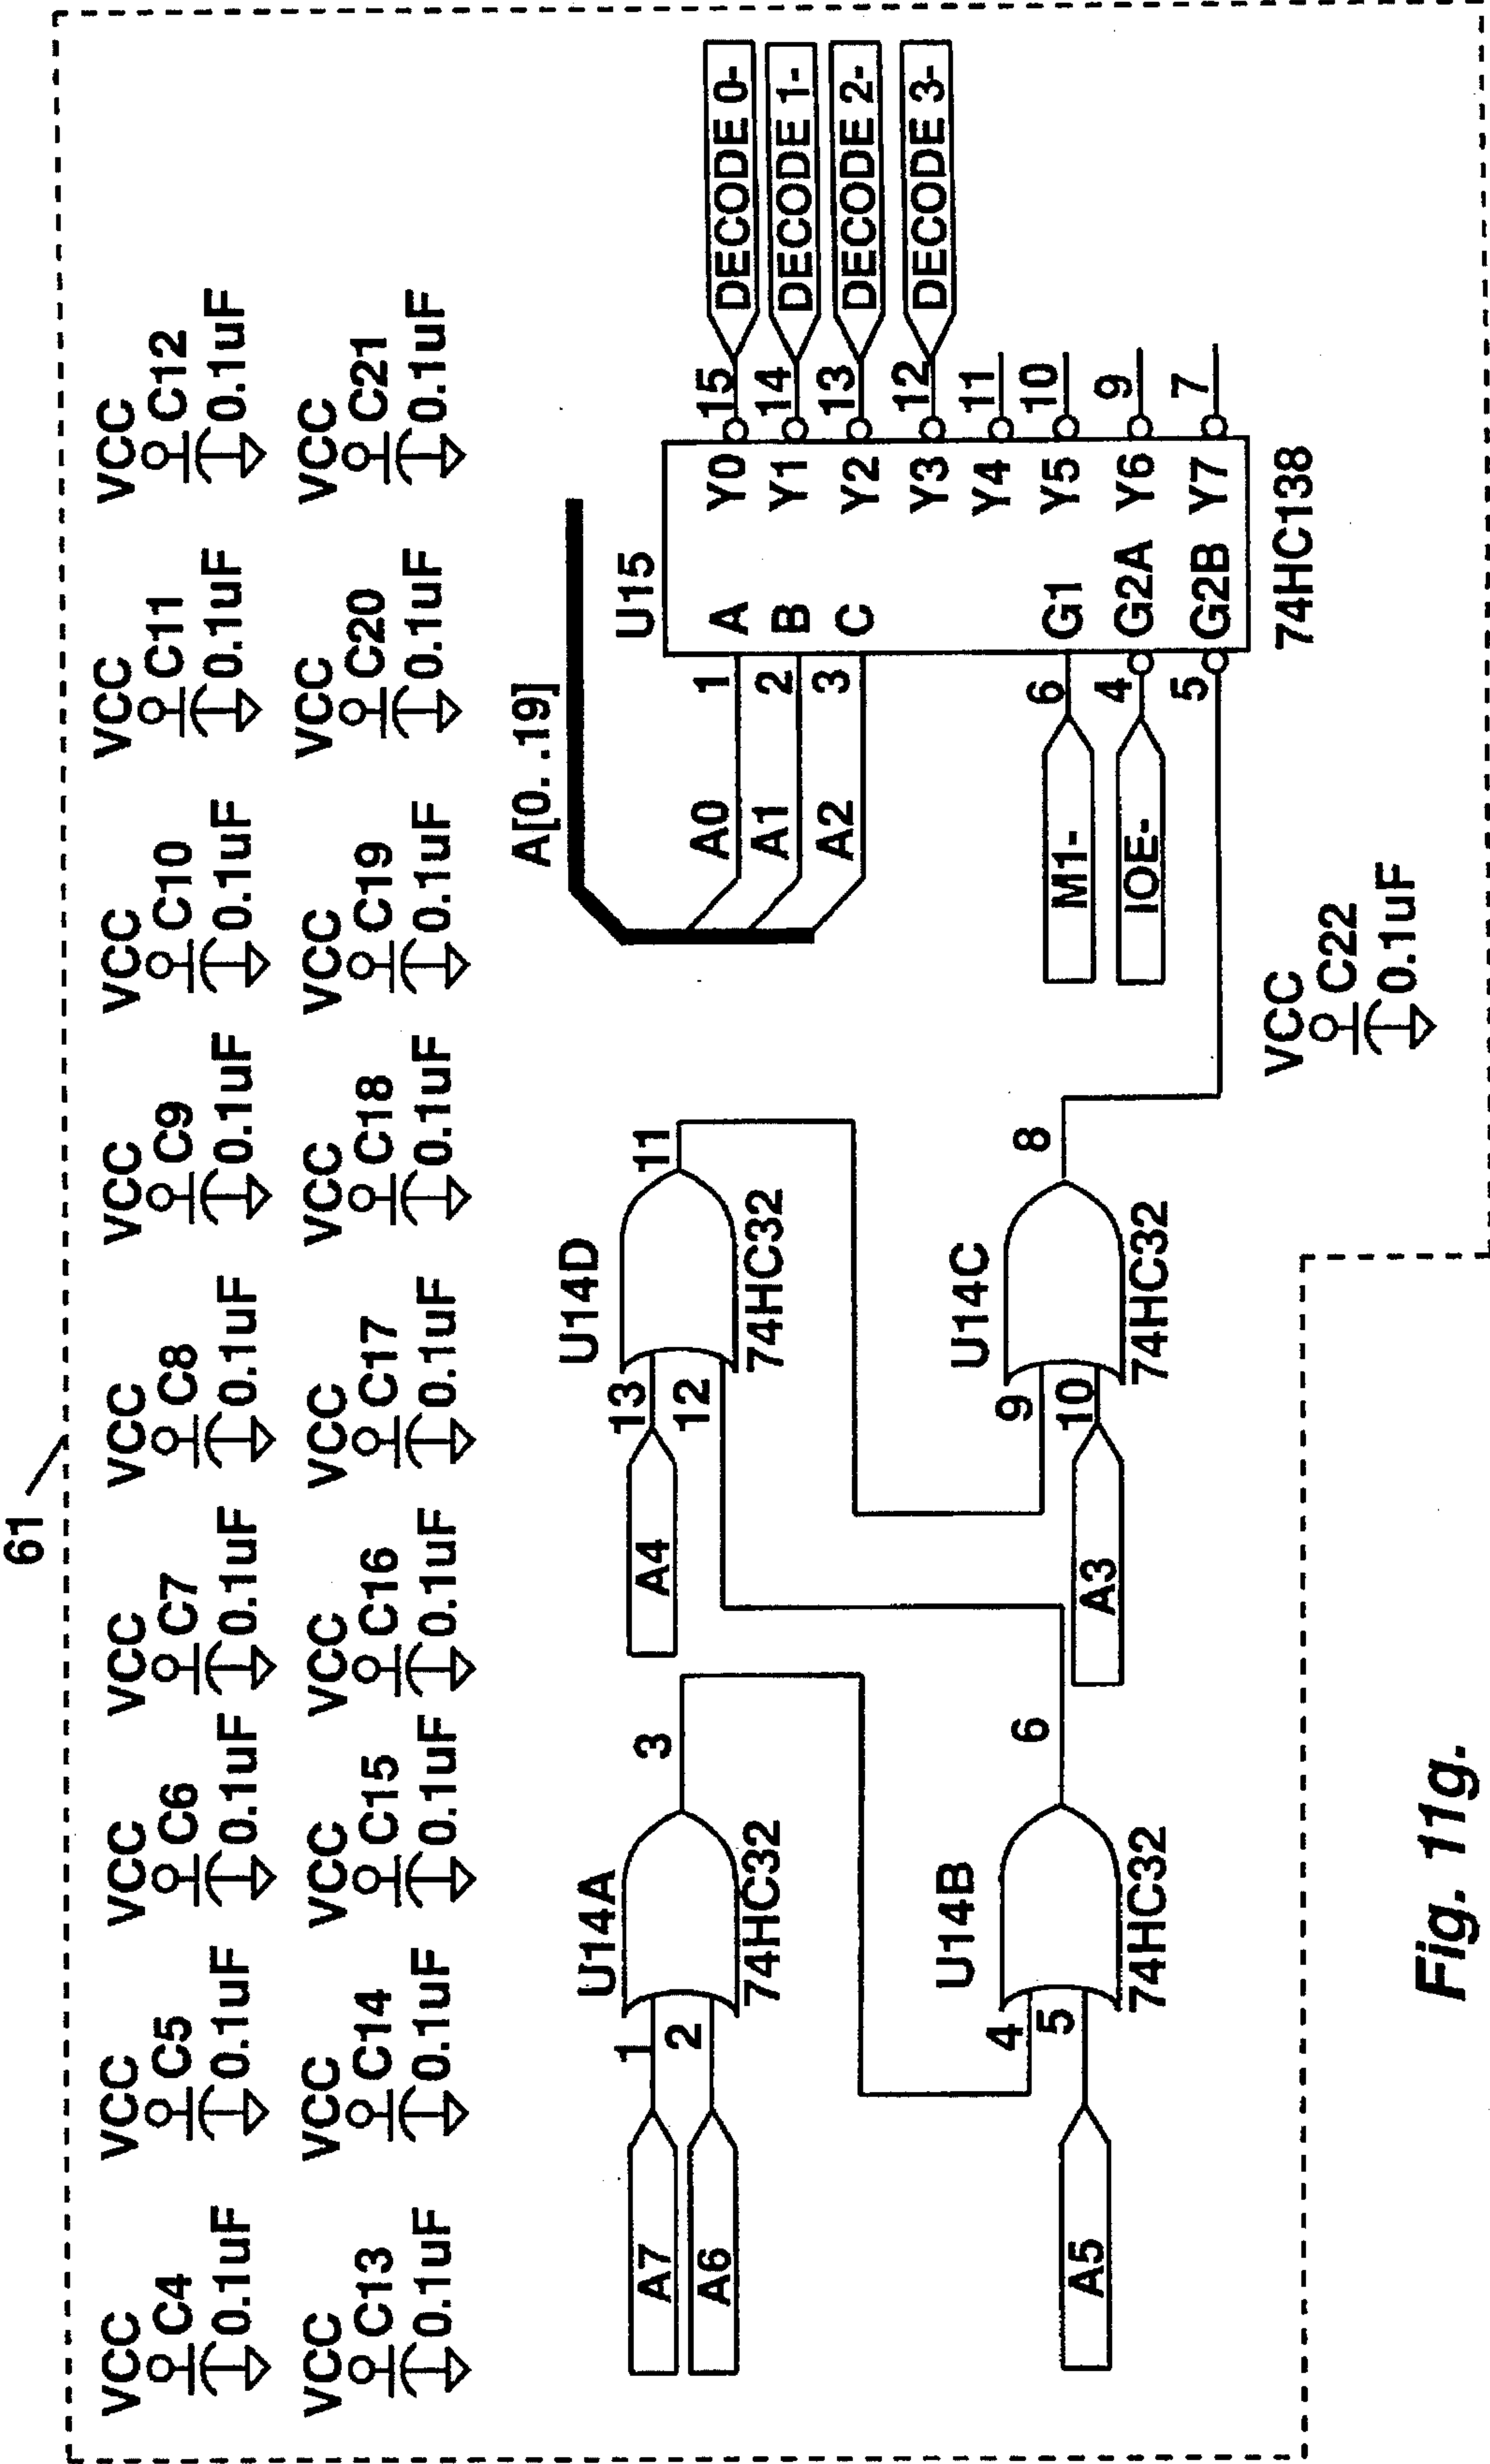 61
VCC VCC VCC VCC VCC VCC VCC VCC VCC
C4 C5 C6 C7 C8 C9 C10 C11 C12
0.1uF 0.1uF 0.1uF 0.1uF 0.1uF 0.1uF 0.1uF 0.1uF 0.1uF
VCC VCC VCC VCC VCC VCC VCC VCC VCC
C13 C14 C15 C16 C17 C18 C19 C20 C21
0.1uF 0.1uF 0.1uF 0.1uF 0.1uF 0.1uF 0.1uF 0.1uF 0.1uF
A[0. .19]
U14A U14D U15
A7 1 3 A4 13 11 A0 1 A Y0 15 DECODE 0-
A6 2 12 A1 2 B Y1 14 DECODE 1-
74HC32 74HC32 A2 3 C Y2 13 DECODE 2-
Y3 12 DECODE 3-
U14B U14C Y4 11
4 6 9 8 M1- 6 G1 Y5 10
A5 5 A3 10 IOE- 4 G2A Y6 9
74HC32 74HC32 5 G2B Y7 7
74HC138
VCC
C22
0.1uF
Fig. 11g.